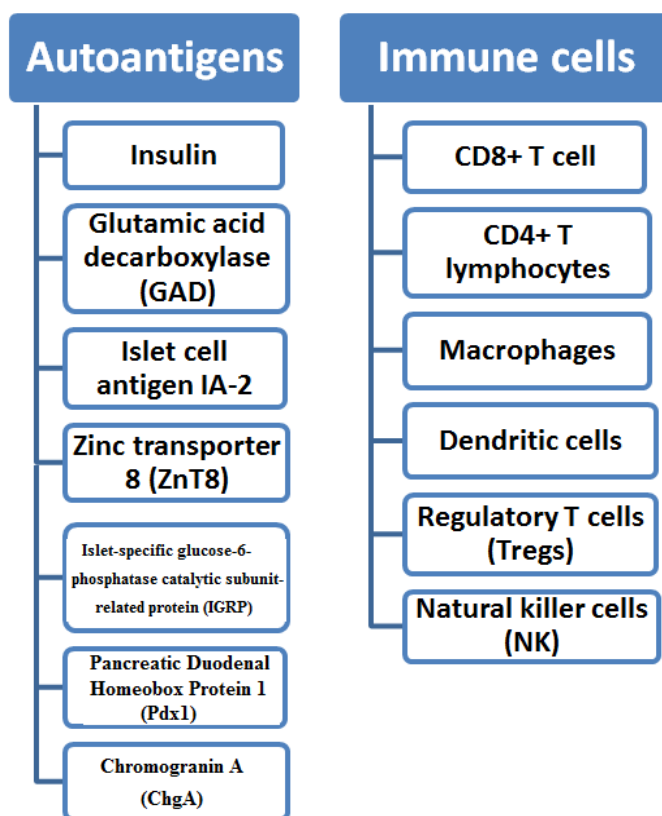 Autoantigens
Insulin
Glutamic acid
decarboxylase
(GAD)
Islet cell
antigen IA-2
Zinc transporter
8 (ZnT8)
Islet-specific glucose-6-
phosphatase catalytic subunit-
related protein (IGRP)
Pancreatic Duodenal
Homeobox Protein 1
(Pdx1)
Chromogranin A
(ChgA)
Immune cells
CD8+ T cell
CD4+ T
lymphocytes
Macrophages
Dendritic cells
Regulatory T cells
(Tregs)
Natural killer cells
(NK)